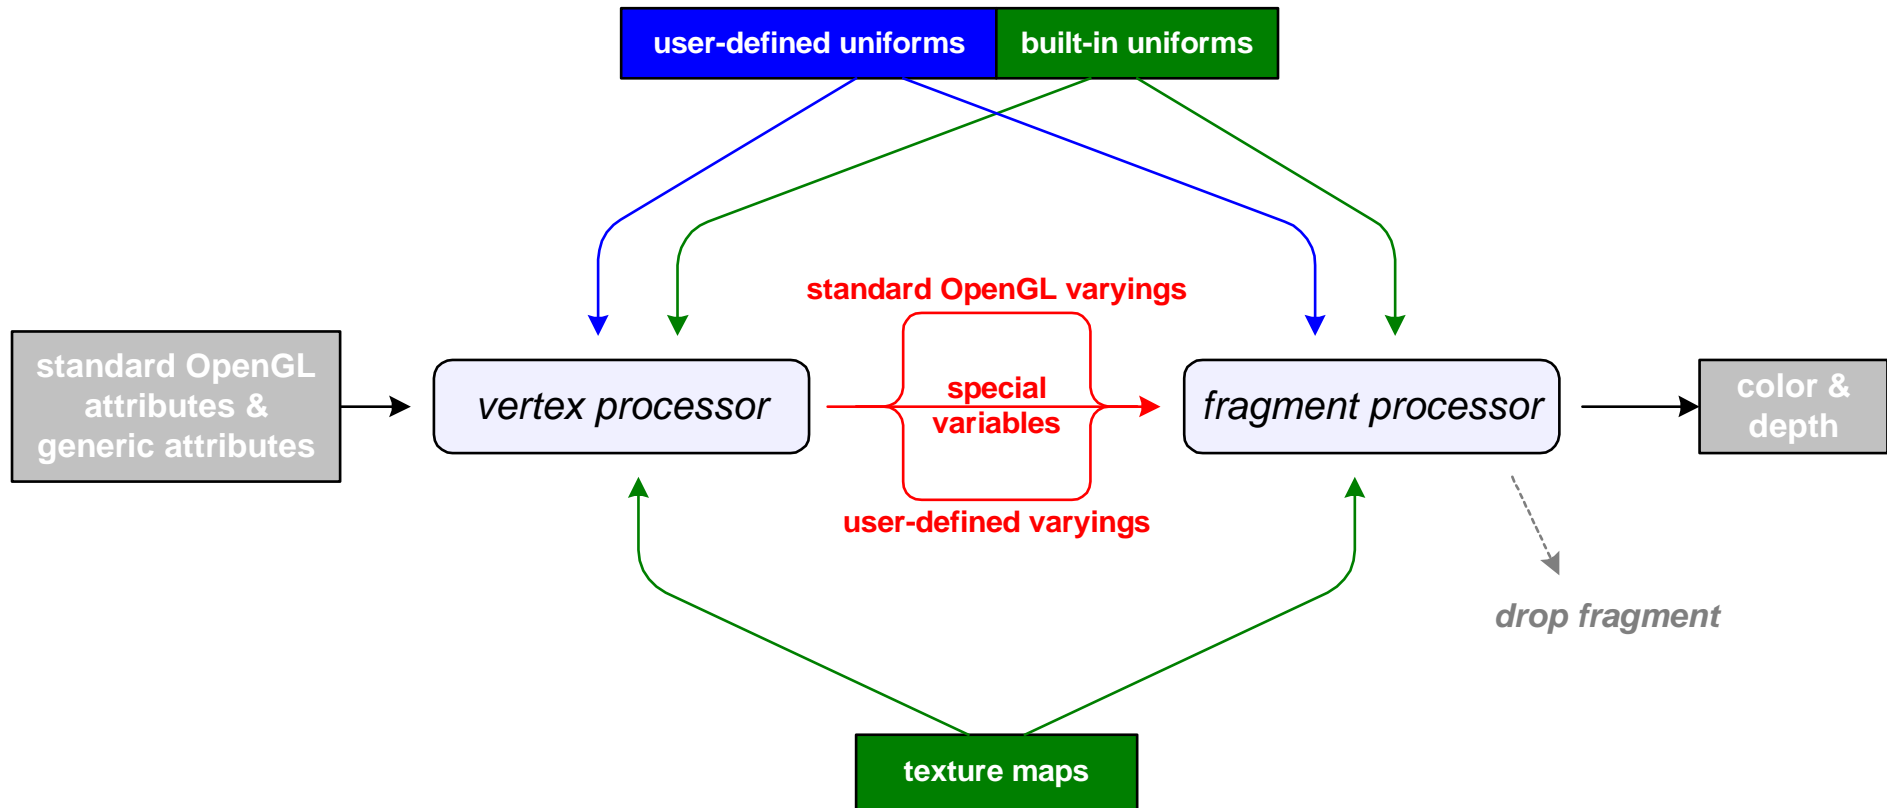 user-defined uniforms
built-in uniforms
standard OpenGL varyings
standard OpenGL
attributes &
generic attributes
vertex processor
special
variables
fragment processor
color &
depth
user-defined varyings
drop fragment
texture maps